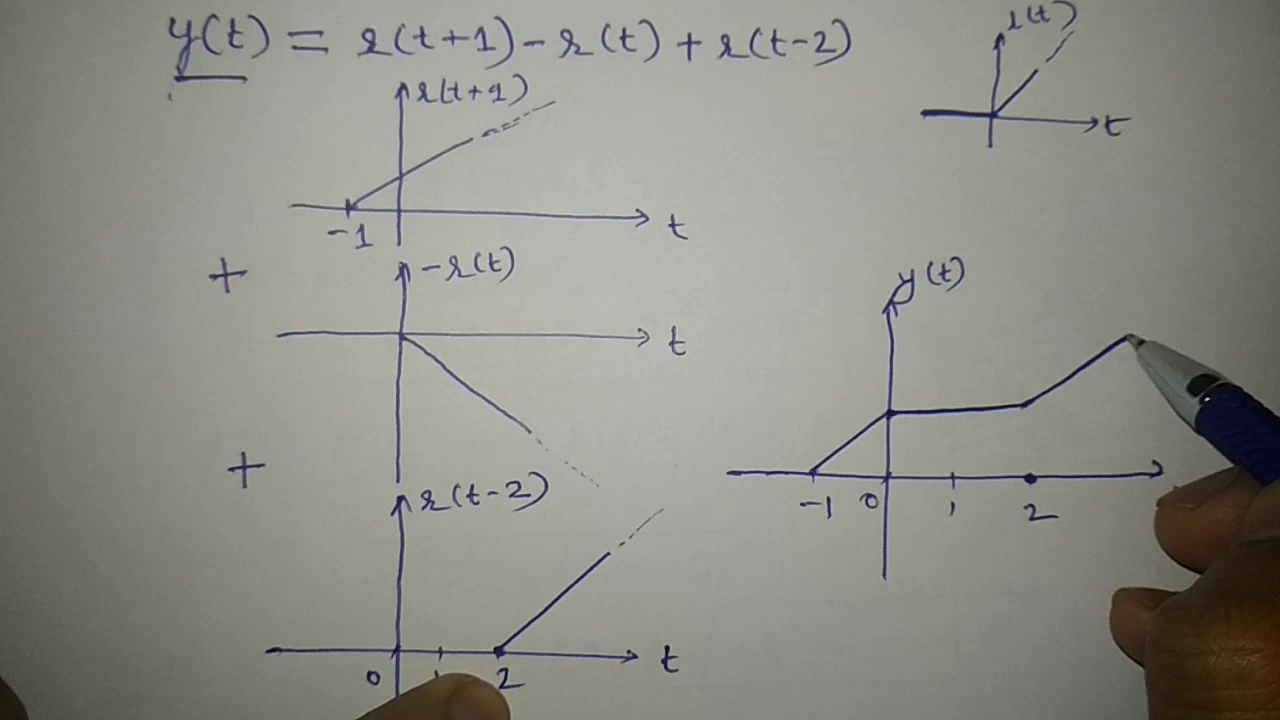 y(t) = r(t+1) - r(t) + r(t-2)
r(t)
t
r(t+1)
-1
t
+
-r(t)
t
+
r(t-2)
0
1
2
t
y(t)
-1
0
1
2